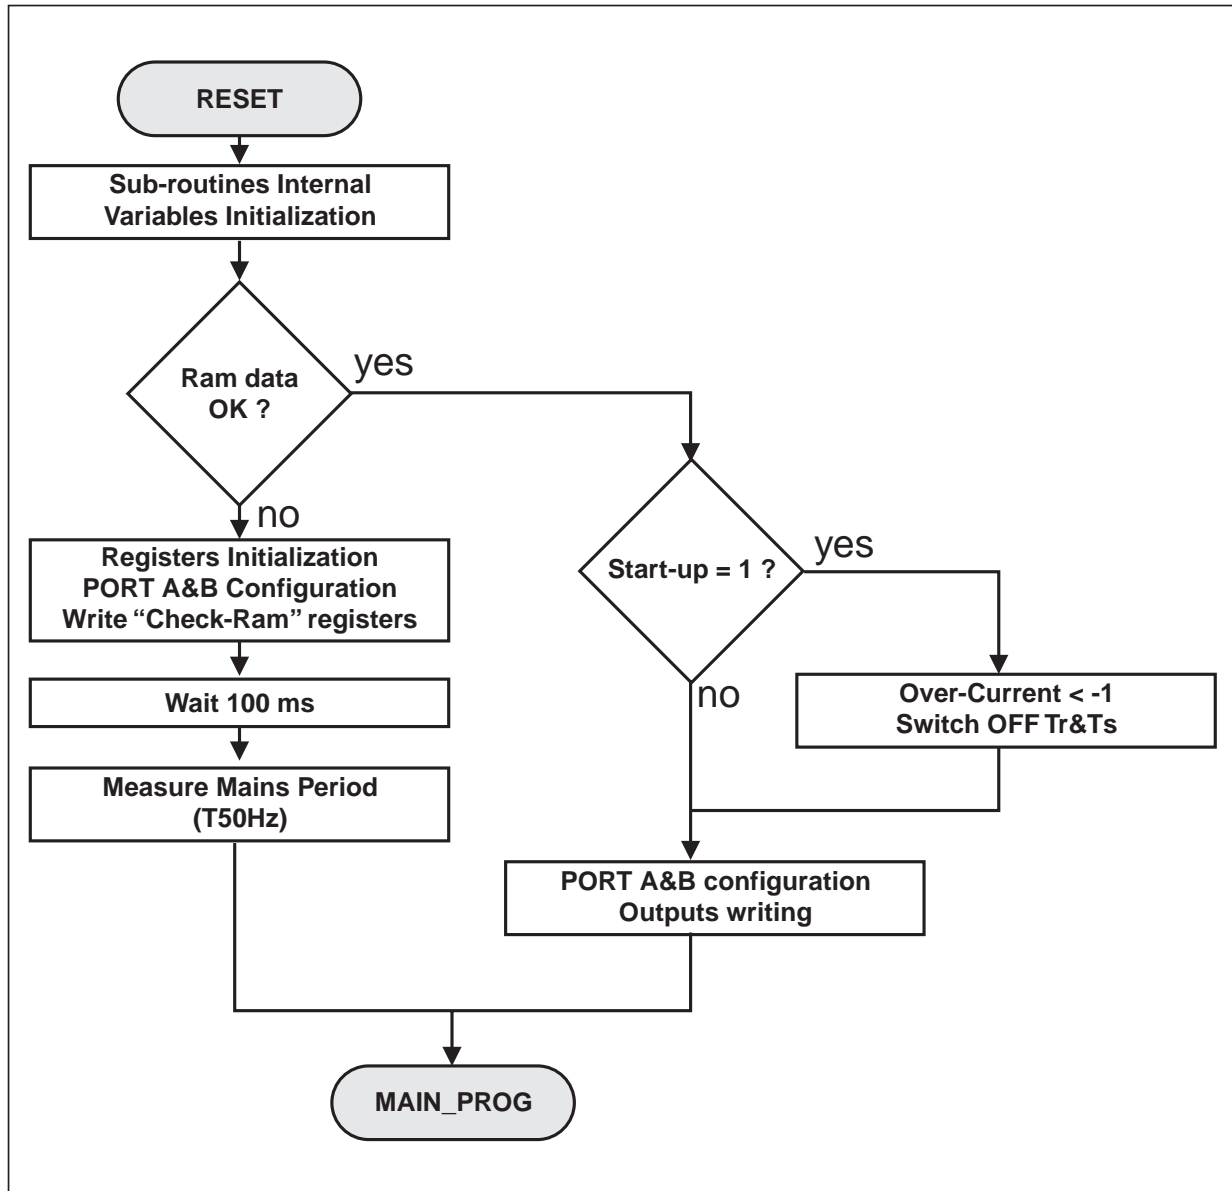 RESET
Sub-routines Internal
Variables Initialization
Ram data
OK ?
yes
no
Registers Initialization
PORT A&B Configuration
Write “Check-Ram” registers
Wait 100 ms
Measure Mains Period
(T50Hz)
Start-up = 1 ?
yes
no
Over-Current < -1
Switch OFF Tr&Ts
PORT A&B configuration
Outputs writing
MAIN_PROG